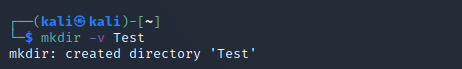 ┌──(kali㉿kali)-[~]
└─$ mkdir -v Test
mkdir: created directory 'Test'